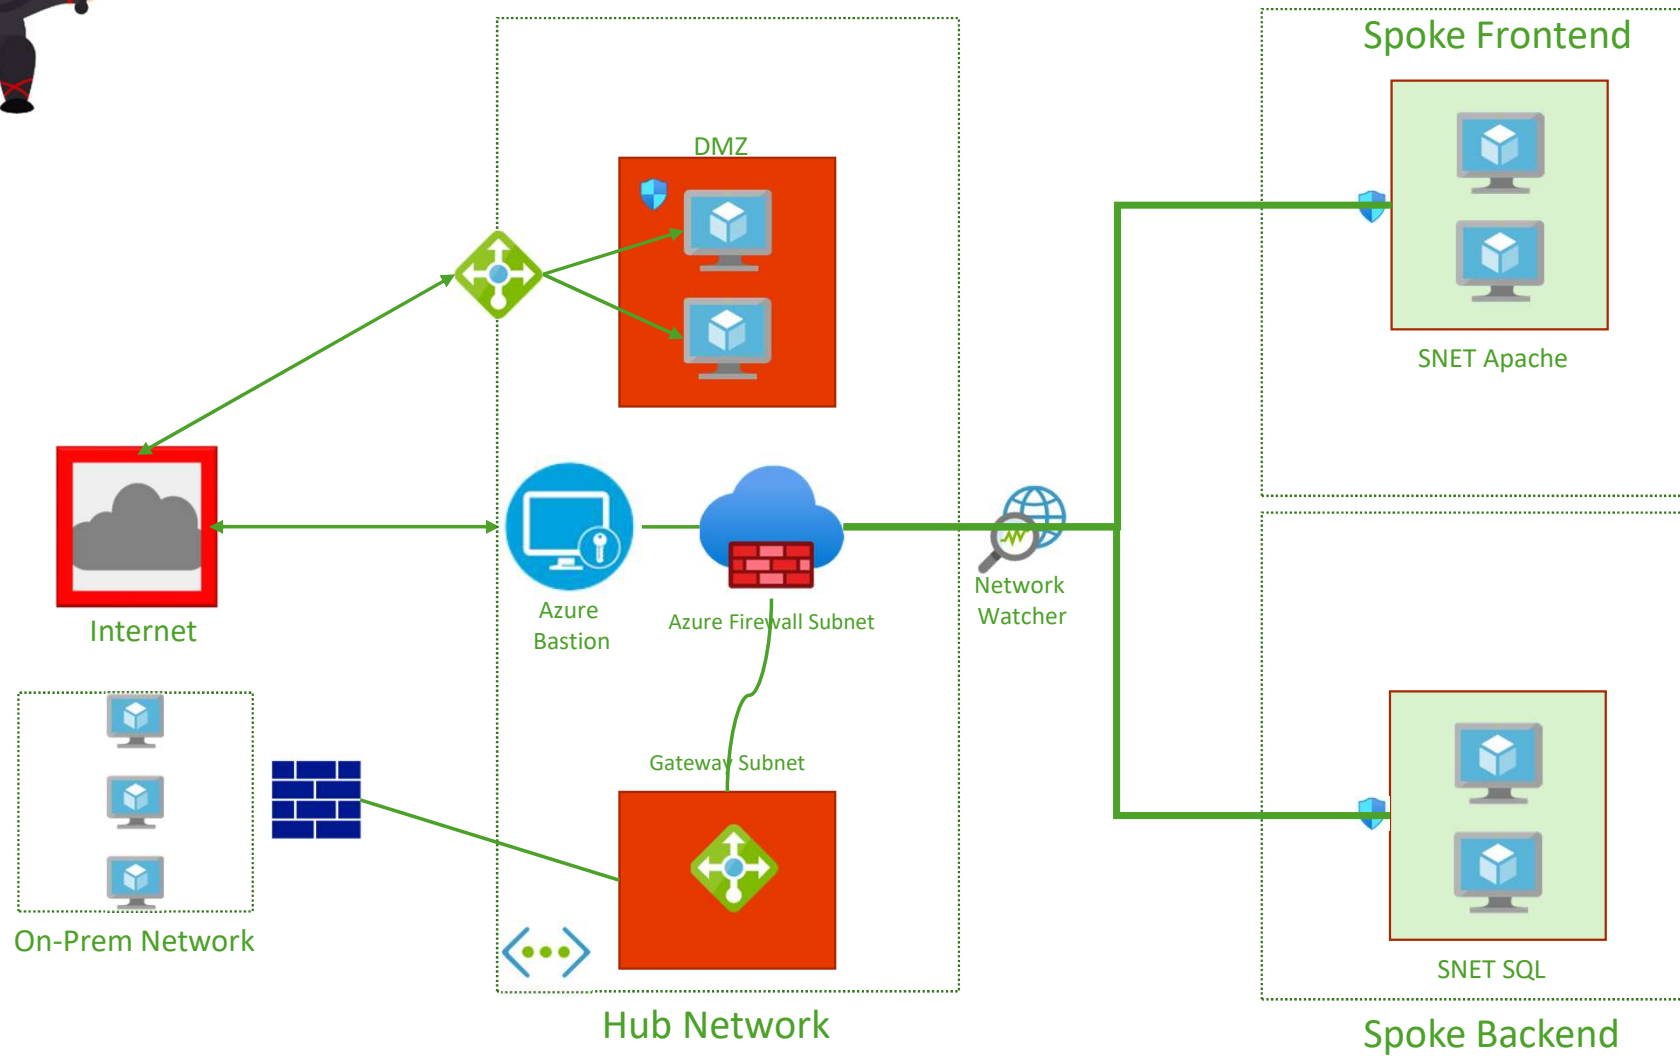 Spoke Frontend
DMZ
SNET Apache
Internet
Azure
Bastion
Azure Firewall Subnet
Network
Watcher
Gateway Subnet
On-Prem Network
Hub Network
SNET SQL
Spoke Backend